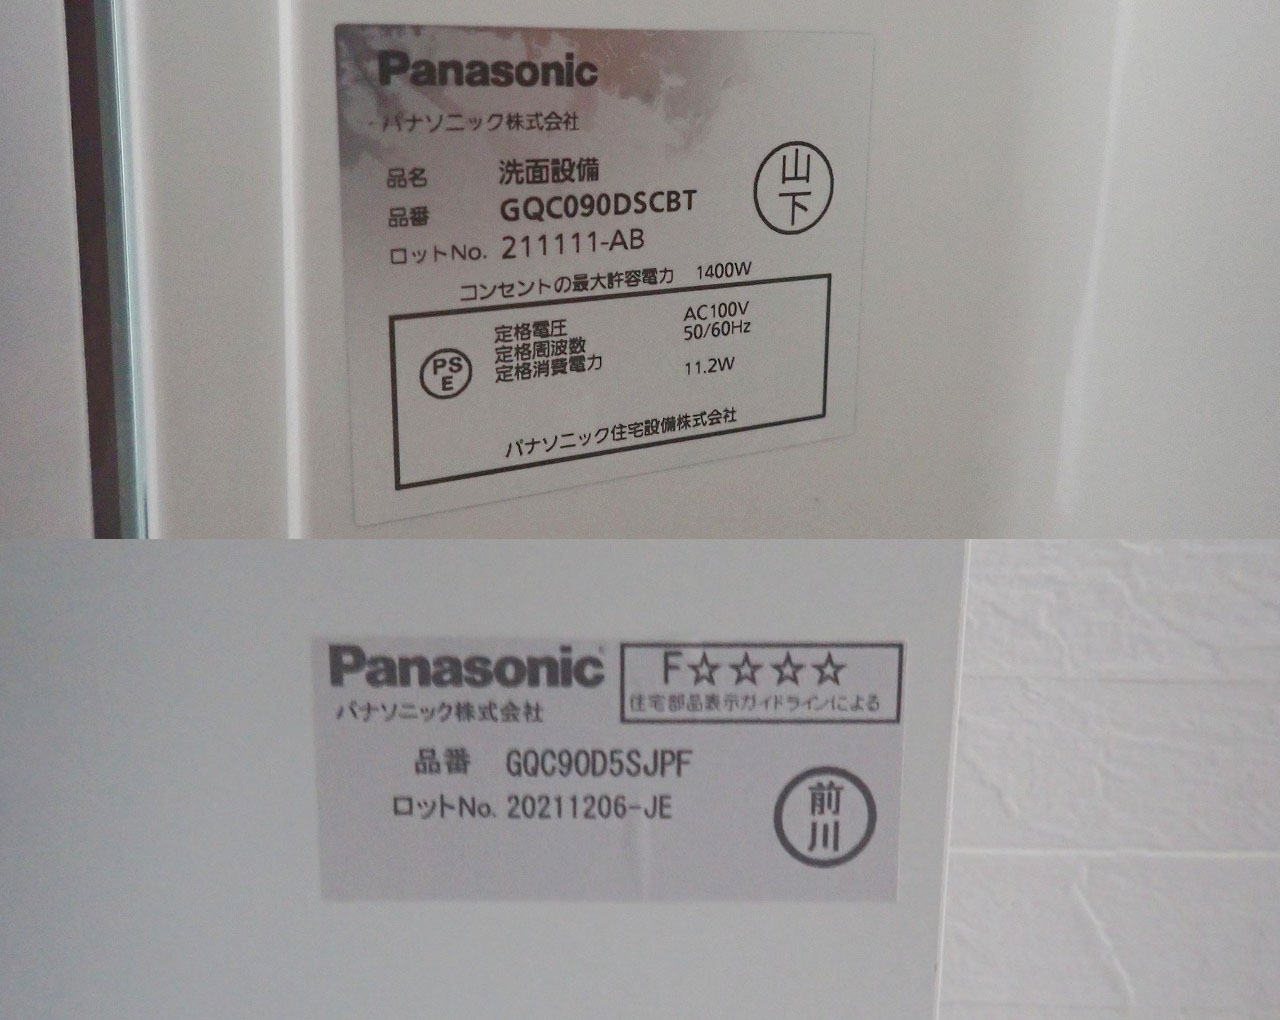 Panasonic
パナソニック株式会社
品名 洗面設備
品番 GQC090DSCBT
ロットNo. 211111-AB
山下
コンセントの最大許容電力 1400W
PSE
定格電圧 AC100V
定格周波数 50/60Hz
定格消費電力 11.2W
パナソニック住宅設備株式会社
Panasonic
パナソニック株式会社
F☆☆☆☆
住宅部品表示ガイドラインによる
品番 GQC90D5SJPF
ロットNo. 20211206-JE
前川